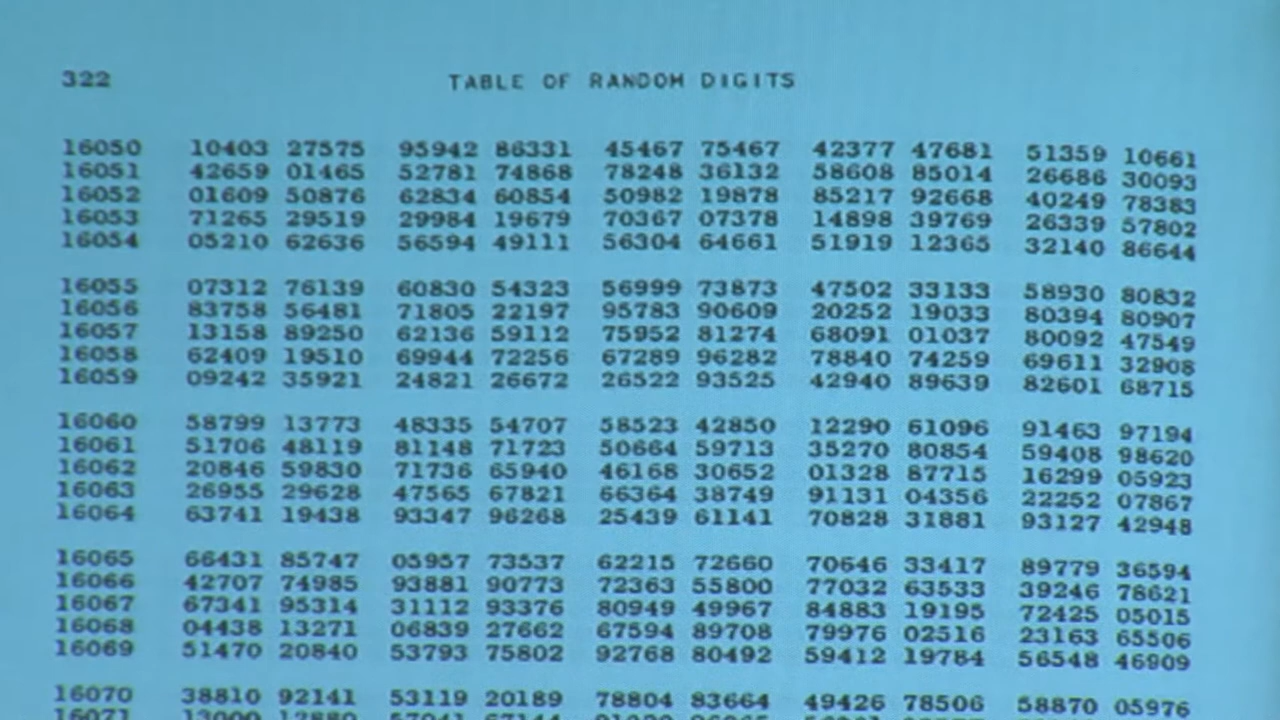 322 TABLE OF RANDOM DIGITS
16050 10403 27575 95942 86331 45467 75467 42377 47681 51359 10661
16051 42659 01465 52781 74868 78248 36132 58608 85014 26686 30093
16052 01609 50876 62834 60854 50982 19878 85217 92668 40249 78383
16053 71265 29519 29984 19679 70367 07378 14898 39769 26339 57802
16054 05210 62636 56594 49111 56304 64661 51919 12365 32140 86644
16055 07312 76139 60830 54323 56999 73873 47502 33133 58930 80832
16056 83758 56481 71805 22197 95783 90609 20252 19033 80394 80907
16057 13158 89250 62136 59112 75952 81274 68091 01037 80092 47549
16058 62409 19510 69944 72256 67289 96282 78840 74259 69611 32908
16059 09242 35921 24821 26672 26522 93525 42940 89639 82601 68715
16060 58799 13773 48335 54707 58523 42850 12290 61096 91463 97194
16061 51706 48119 81148 71723 50664 59713 35270 80854 59408 98620
16062 20846 59830 71736 65940 46168 30652 01328 87715 16299 05923
16063 26955 29628 47565 67821 66364 38749 91131 04356 22252 07867
16064 63741 19438 93347 96268 25439 61141 70828 31881 93127 42948
16065 66431 85747 05957 73537 62215 72660 70646 33417 89779 36594
16066 42707 74985 93881 90773 72363 55800 77032 63533 39246 78621
16067 67341 95314 31112 93376 80949 49967 84883 19195 72425 05015
16068 04438 13271 06839 27662 67594 89708 79976 02516 23163 65506
16069 51470 20840 53793 75802 92768 80492 59412 19784 56548 46909
16070 38810 92141 53119 20189 78804 83664 49426 78506 58870 05976
16071